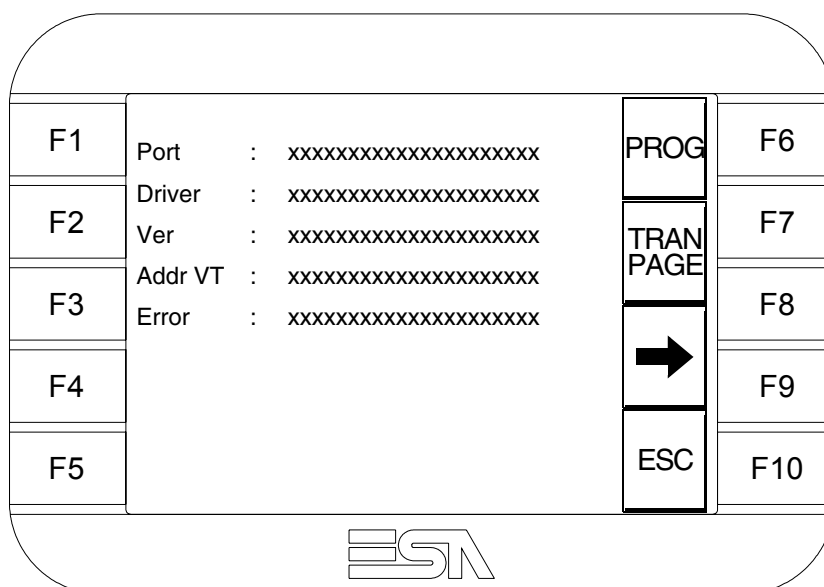 F1
F2
F3
F4
F5
Port : xxxxxxxxxxxxxxxxxxxxx
Driver : xxxxxxxxxxxxxxxxxxxxx
Ver : xxxxxxxxxxxxxxxxxxxxx
Addr VT : xxxxxxxxxxxxxxxxxxxxx
Error : xxxxxxxxxxxxxxxxxxxxx
PROG
TRAN
PAGE
ESC
F6
F7
F8
F9
F10
ESA